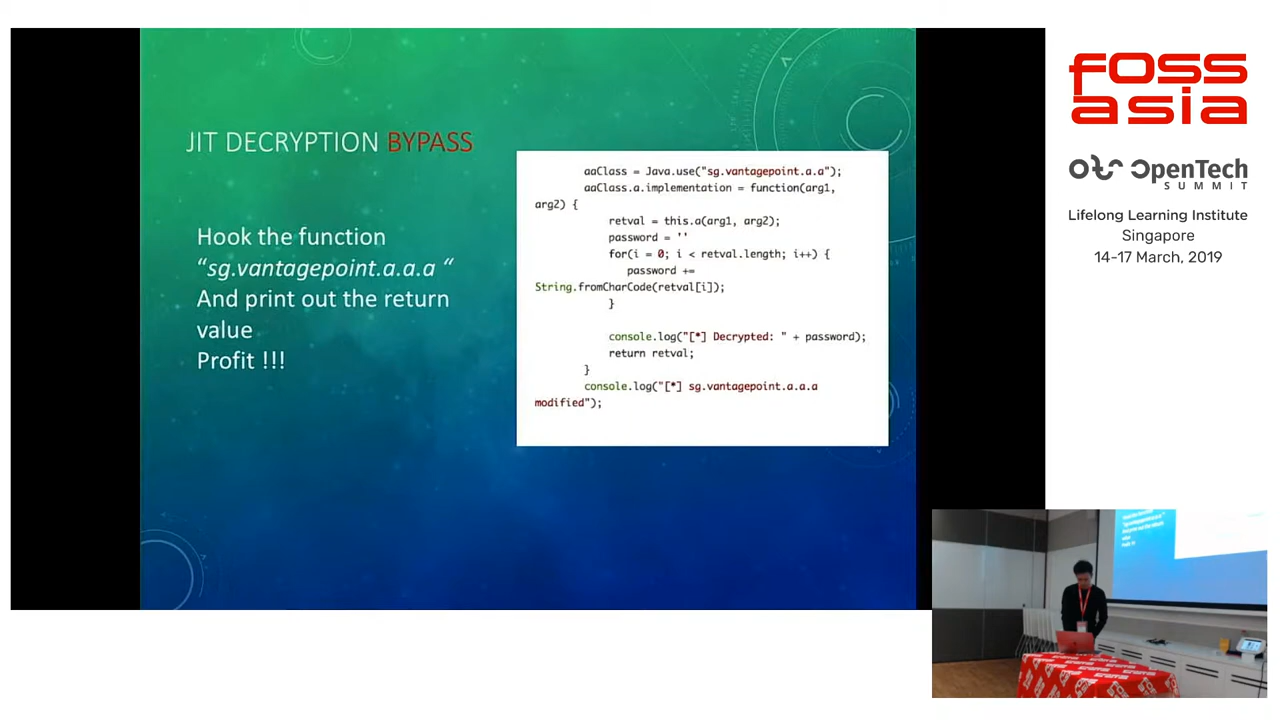 JIT DECRYPTION BYPASS
Hook the function
“sg.vantagepoint.a.a.a “
And print out the return
value
Profit !!!
aaClass = Java.use("sg.vantagepoint.a.a");
aaClass.a.implementation = function(arg1,
arg2) {
retval = this.a(arg1, arg2);
password = ''
for(i = 0; i < retval.length; i++) {
password +=
String.fromCharCode(retval[i]);
}
console.log("[*] Decrypted: " + password);
return retval;
}
console.log("[*] sg.vantagepoint.a.a.a
modified");
fOSS
asia
OpenTech
SUMMIT
Lifelong Learning Institute
Singapore
14-17 March, 2019